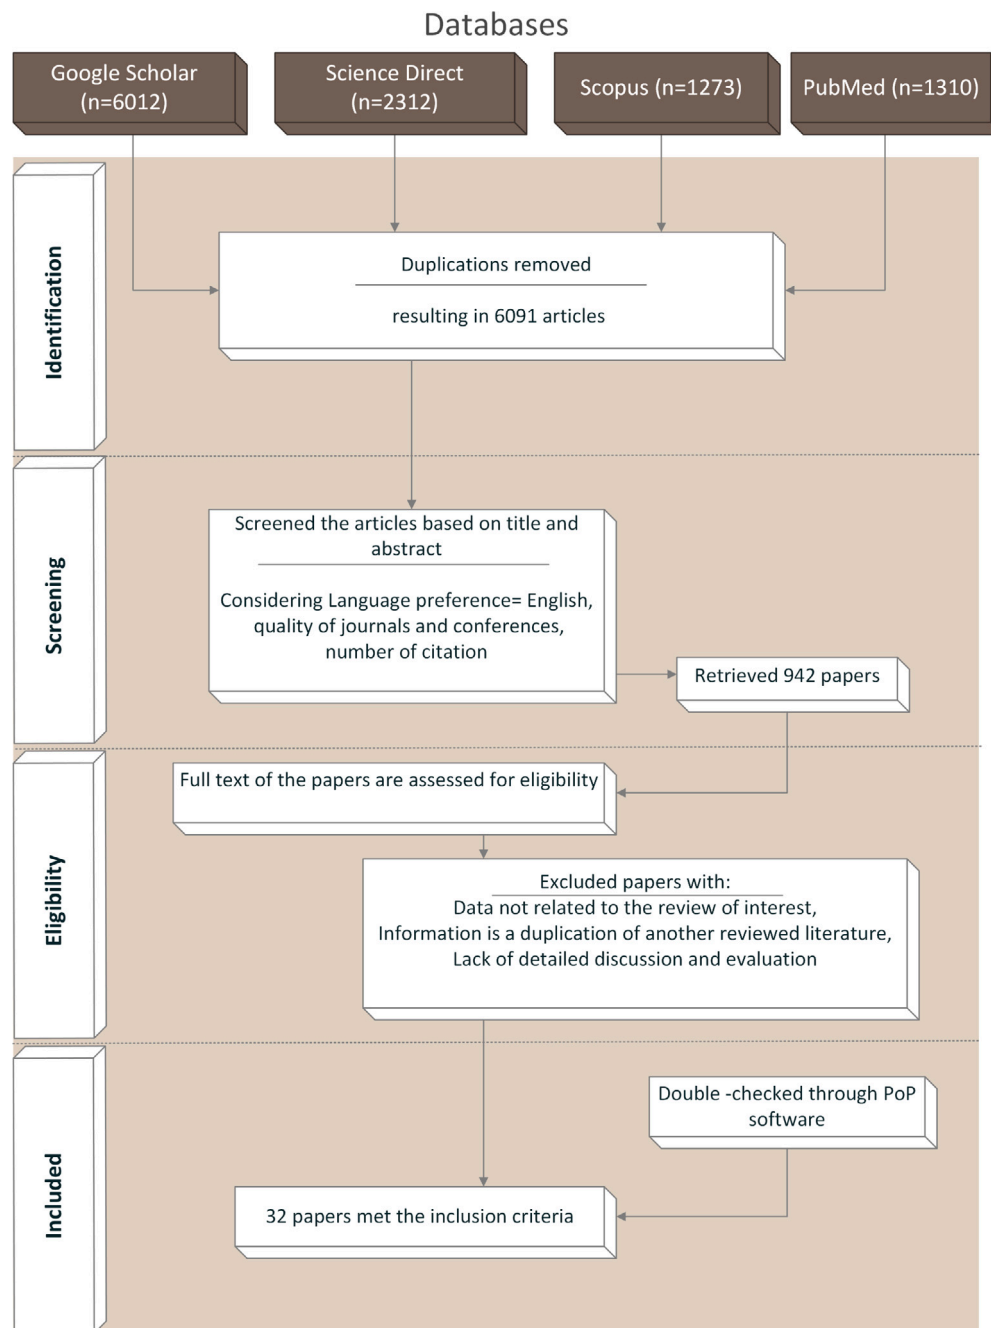 Databases
Google Scholar
(n=6012)
Science Direct
(n=2312)
Scopus (n=1273)
PubMed (n=1310)
Identification
Duplications removed
resulting in 6091 articles
Screening
Screened the articles based on title and
abstract
Considering Language preference= English,
quality of journals and conferences,
number of citation
Retrieved 942 papers
Eligibility
Full text of the papers are assessed for eligibility
Excluded papers with:
Data not related to the review of interest,
Information is a duplication of another reviewed literature,
Lack of detailed discussion and evaluation
Included
Double -checked through PoP
software
32 papers met the inclusion criteria